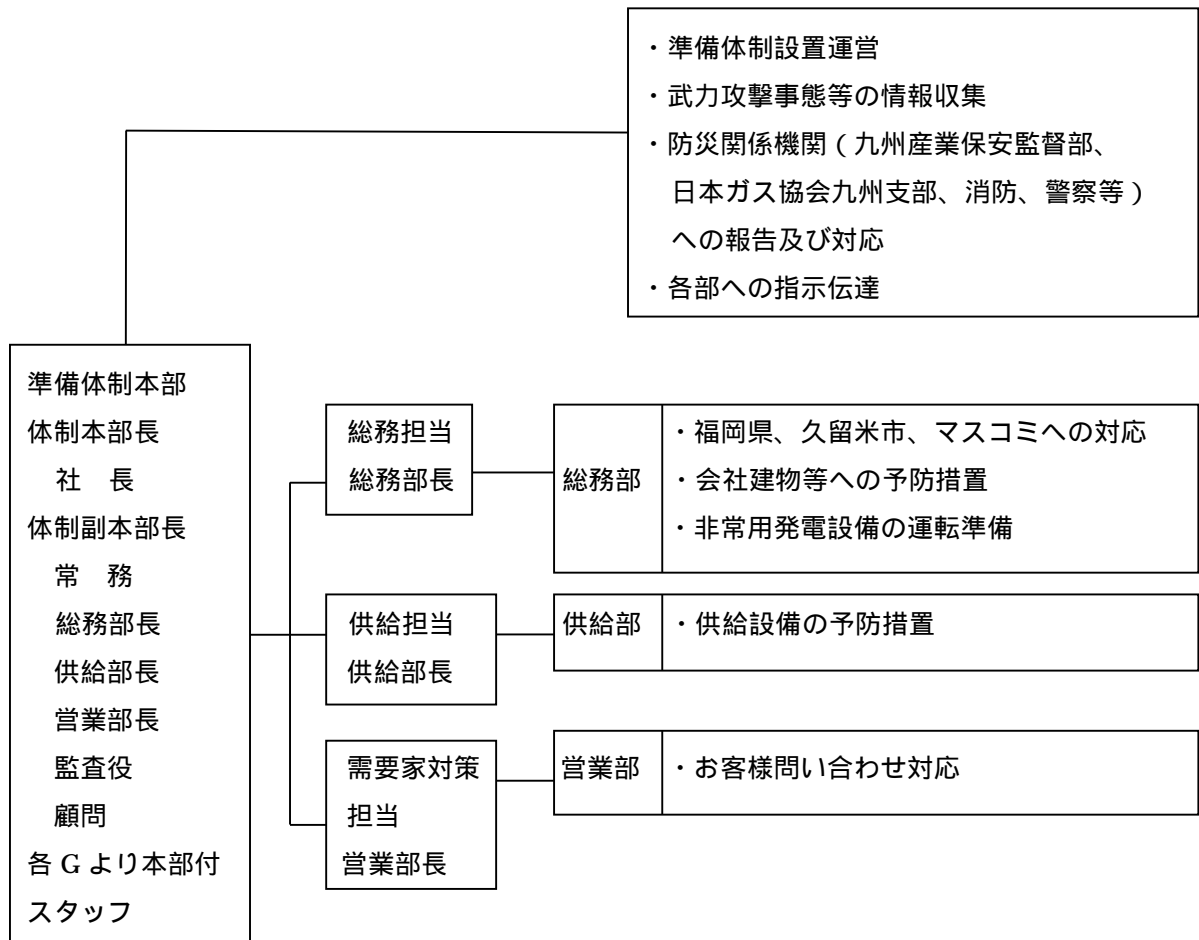 ・準備体制設置運営
・武力攻撃事態等の情報収集
・防災関係機関（九州産業保安監督部、
日本ガス協会九州支部、消防、警察等）
への報告及び対応
・各部への指示伝達
準備体制本部
体制本部長
社　長
体制副本部長
常　務
総務部長
供給部長
営業部長
監査役
顧問
各 G より本部付
スタッフ
総務担当
総務部長
総務部
・福岡県、久留米市、マスコミへの対応
・会社建物等への予防措置
・非常用発電設備の運転準備
供給担当
供給部長
供給部
・供給設備の予防措置
需要家対策
担当
営業部長
営業部
・お客様問い合わせ対応